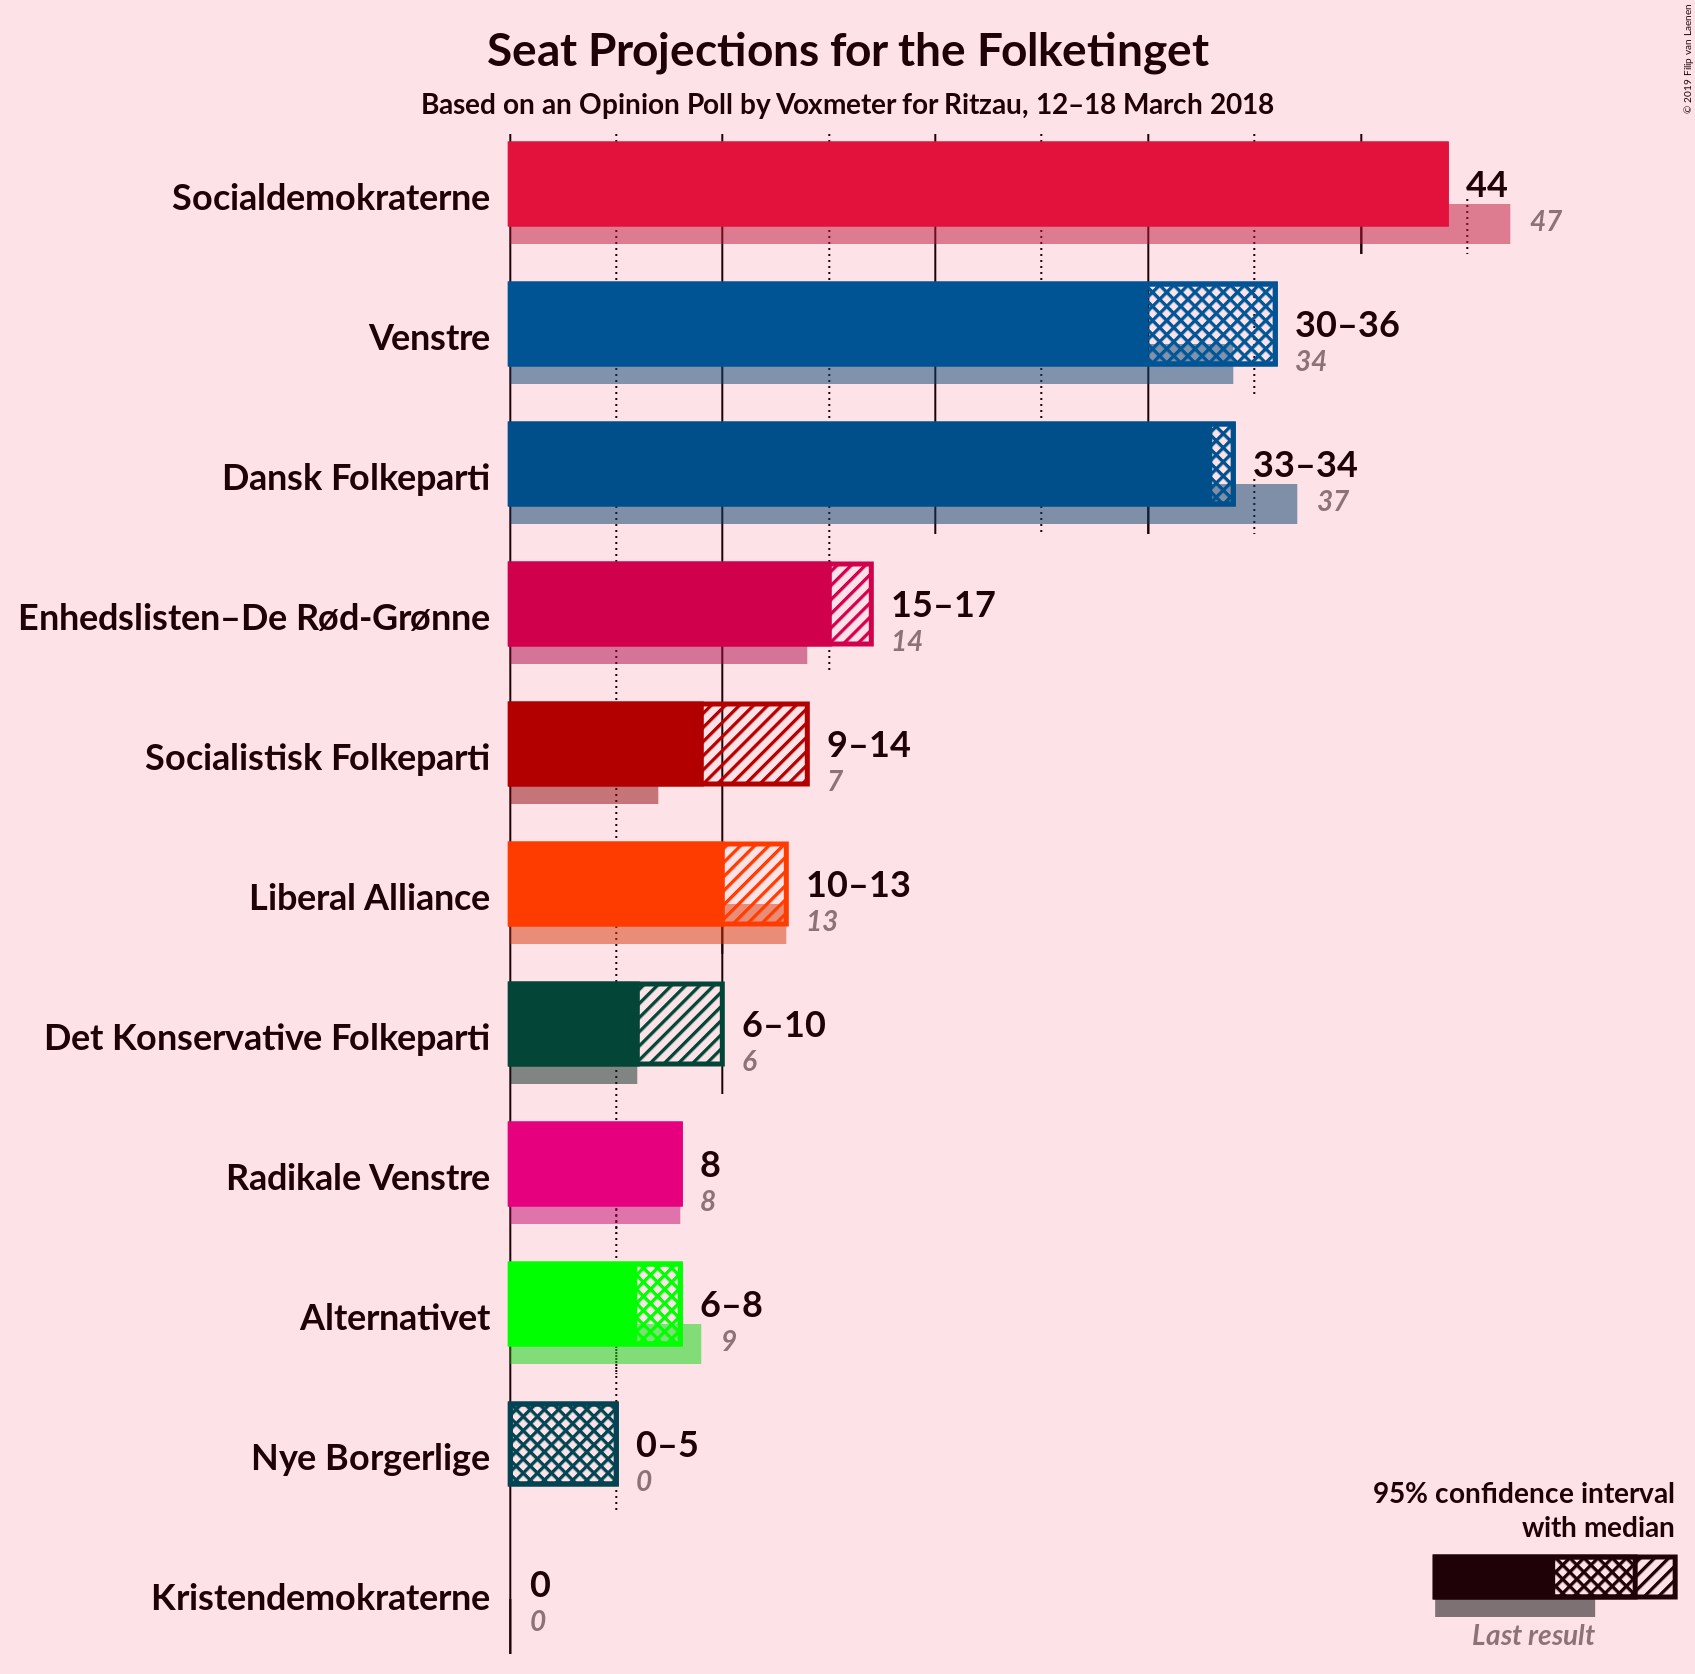 Seat Projections for the Folketinget
Based on an Opinion Poll by Voxmeter for Ritzau, 12–18 March 2018
© 2019 Filip van Laenen
Socialdemokraterne
44
47
Venstre
30–36
34
Dansk Folkeparti
33–34
37
Enhedslisten–De Rød-Grønne
15–17
14
Socialistisk Folkeparti
9–14
7
Liberal Alliance
10–13
13
Det Konservative Folkeparti
6–10
6
Radikale Venstre
8
8
Alternativet
6–8
9
Nye Borgerlige
0–5
0
Kristendemokraterne
0
0
95% confidence interval
with median
Last result